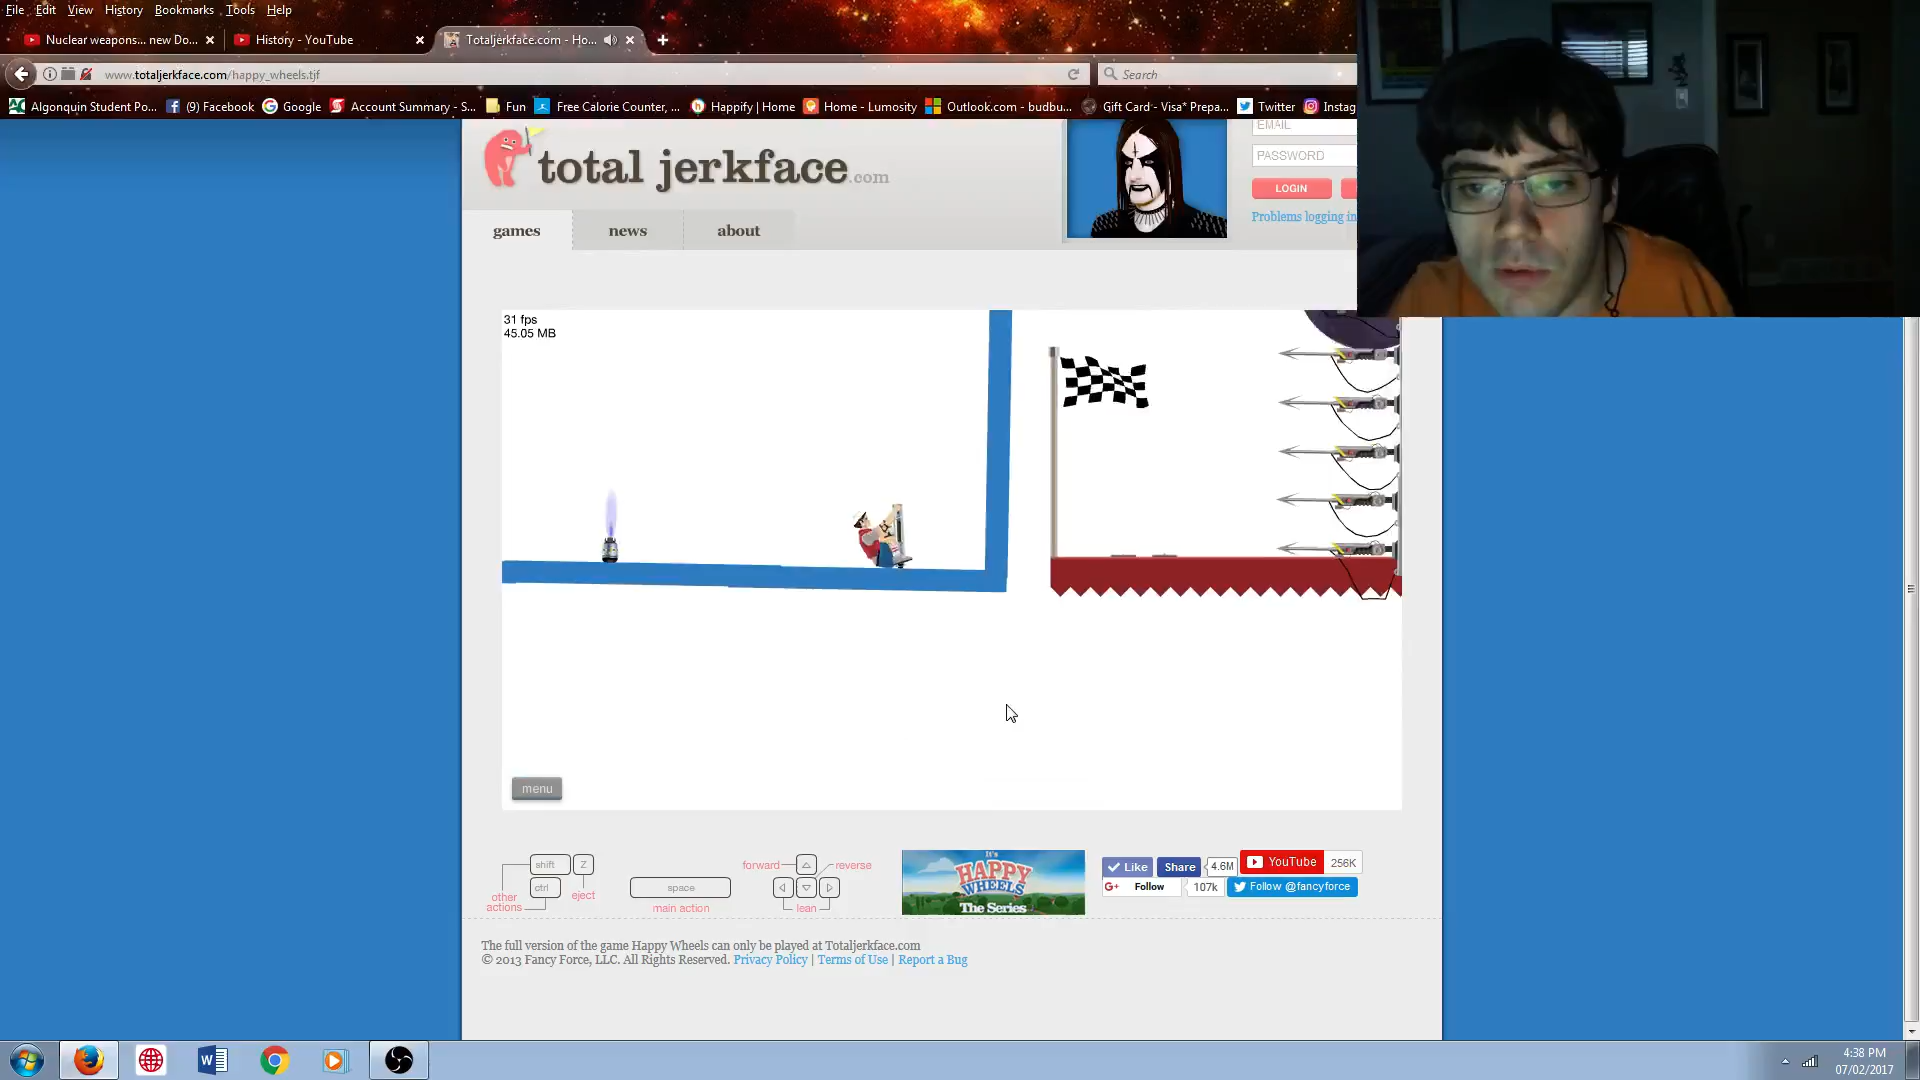 File Edit View History Bookmarks Tools Help
Nuclear weapons... new Do... × History - YouTube × Totaljerkface.com - Ho... ×
www.totaljerkface.com/happy_wheels.tjf Search
Algonquin Student Po... (9) Facebook Google Account Summary - S... Fun Free Calorie Counter, ... Happify | Home Home - Lumosity Outlook.com - budbu... Gift Card - Visa* Prepa... Twitter Instag
EMAIL
total jerkface.com
PASSWORD
LOGIN
Problems logging in
games news about
31 fps
45.05 MB
menu
shift Z
ctrl
other actions
eject
space
main action
forward reverse
lean
It's
HAPPY
WHEELS
The Series
Like Share 4.6M YouTube 256K
G+ Follow 107k Follow @fancyforce
The full version of the game Happy Wheels can only be played at Totaljerkface.com
© 2013 Fancy Force, LLC. All Rights Reserved. Privacy Policy | Terms of Use | Report a Bug
4:38 PM
07/02/2017